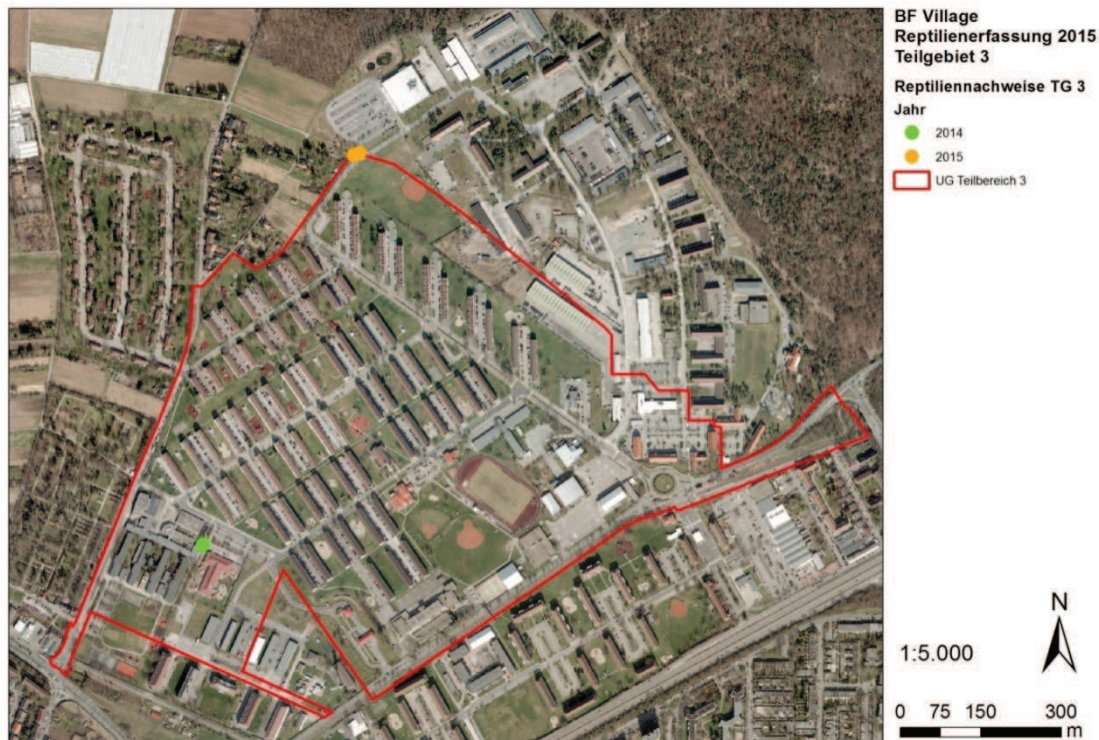 BF Village
Reptilienerfassung 2015
Teilgebiet 3
Reptiliennachweise TG 3
Jahr
2014
2015
UG Teilbereich 3
N
1:5.000
0 75 150 300
m